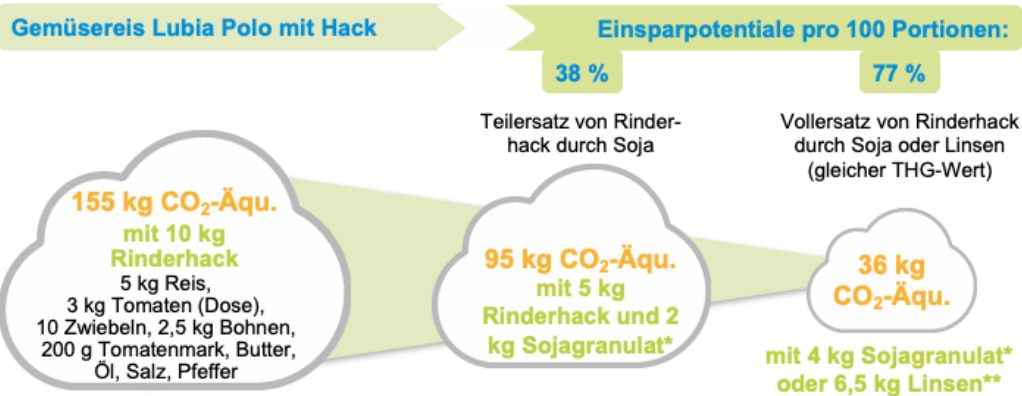 Gemüsereis Lubia Polo mit Hack
Einsparpotentiale pro 100 Portionen:
38 %
77 %
Teilersatz von Rinder-
hack durch Soja
Vollersatz von Rinderhack
durch Soja oder Linsen
(gleicher THG-Wert)
155 kg CO₂-Äqu.
mit 10 kg
Rinderhack
5 kg Reis,
3 kg Tomaten (Dose),
10 Zwiebeln, 2,5 kg Bohnen,
200 g Tomatenmark, Butter,
Öl, Salz, Pfeffer
95 kg CO₂-Äqu.
mit 5 kg
Rinderhack und 2
kg Sojagranulat*
36 kg
CO₂-Äqu.
mit 4 kg Sojagranulat*
oder 6,5 kg Linsen**